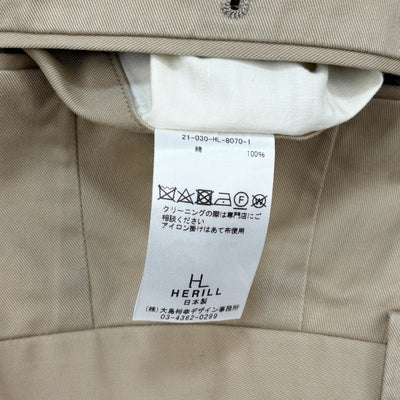 21-030-HL-8070-1
綿 100%
クリーニングの際は専門店にご
相談ください
アイロン掛けはあて布使用
HL
HERILL
日本製
(株)大島裕幸デザイン事務所
03-4362-0299